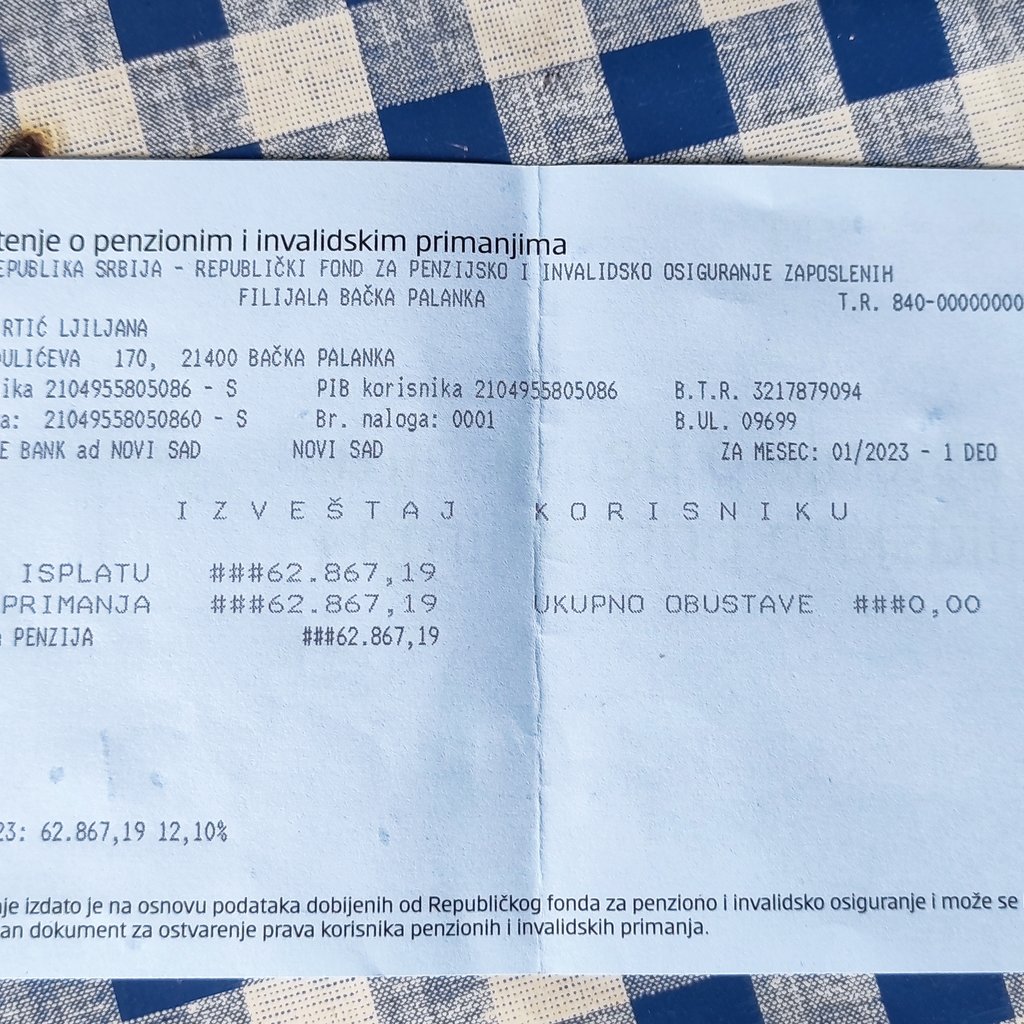 tenje o penzionim i invalidskim primanjima
EPUBLIKA SRBIJA - REPUBLIČKI FOND ZA PENZIJSKO I INVALIDSKO OSIGURANJE ZAPOSLENIH
FILIJALA BAČKA PALANKA T.R. 840-00000000
RTIĆ LJILJANA
ULIĆEVA 170, 21400 BAČKA PALANKA
ika 2104955805086 - S PIB korisnika 2104955805086 B.T.R. 3217879094
a: 21049558050860 - S Br. naloga: 0001 B.UL. 09699
E BANK ad NOVI SAD NOVI SAD ZA MESEC: 01/2023 - 1 DEO
I Z V E Š T A J K O R I S N I K U
ISPLATU ###62.867,19
PRIMANJA ###62.867,19 UKUPNO OBUSTAVE ###0,00
PENZIJA ###62.867,19
23: 62.867,19 12,10%
je izdato je na osnovu podataka dobijenih od Republičkog fonda za penziono i invalidsko osiguranje i može se
an dokument za ostvarenje prava korisnika penzionih i invalidskih primanja.